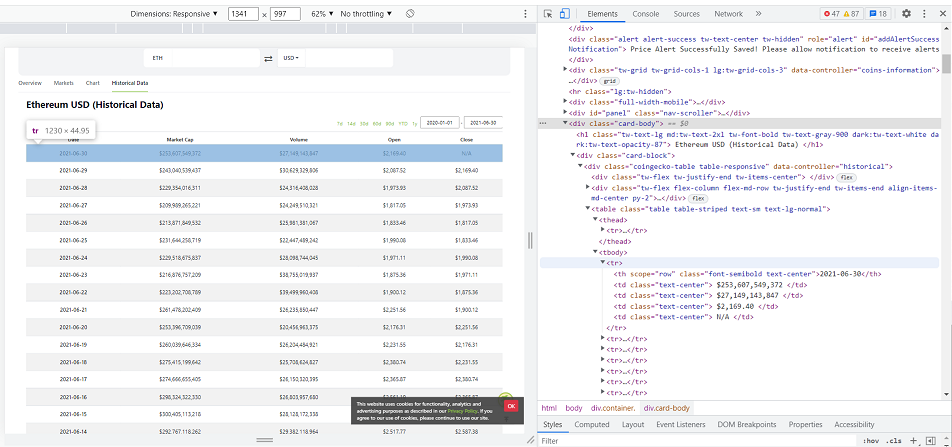 Dimensions: Responsive ▼ 1341 × 997 62% ▼ No throttling ▼
ETH USD
Overview Markets Chart Historical Data
Ethereum USD (Historical Data)
7d 14d 30d 60d 90d YTD 1y 2020-01-01 - 2021-06-30
tr 1230 × 44.95
Date Market Cap Volume Open Close
2021-06-30 $253,607,549,372 $27,149,143,847 $2,169.40 N/A
2021-06-29 $243,040,539,437 $30,629,329,806 $2,087.52 $2,169.40
2021-06-28 $229,354,016,311 $24,316,408,028 $1,973.93 $2,087.52
2021-06-27 $209,989,265,221 $24,249,510,321 $1,817.05 $1,973.93
2021-06-26 $213,871,849,532 $25,981,381,067 $1,833.46 $1,817.05
2021-06-25 $231,644,258,719 $22,447,489,242 $1,990.08 $1,833.46
2021-06-24 $229,518,675,837 $28,098,744,045 $1,971.11 $1,990.08
2021-06-23 $216,876,757,209 $38,755,019,937 $1,875.36 $1,971.11
2021-06-22 $223,202,708,789 $39,499,960,406 $1,900.12 $1,875.36
2021-06-21 $261,478,202,409 $26,235,850,447 $2,251.56 $1,900.12
2021-06-20 $253,396,709,039 $20,456,963,375 $2,176.31 $2,251.56
2021-06-19 $260,039,646,334 $26,204,484,921 $2,231.55 $2,176.31
2021-06-18 $275,415,199,642 $25,708,624,827 $2,380.74 $2,231.55
2021-06-17 $274,666,655,405 $26,150,320,395 $2,365.87 $2,380.74
2021-06-16 $298,324,322,330 $26,803,957,680
2021-06-15 $300,405,113,218 $28,128,172,338
2021-06-14 $292,767,118,262 $29,382,118,964 $2,517.77 $2,587.38
This website uses cookies for functionality, analytics and
advertising purposes as described in our Privacy Policy. If you
agree to our use of cookies, please continue to use our site.
OK
Elements Console Sources Network » 47 87 18
</div>
<div class="alert alert-success tw-text-center tw-hidden" role="alert" id="addAlertSuccess
Notification"> Price Alert Successfully Saved! Please allow notification to receive alerts
</div>
<div class="tw-grid tw-grid-cols-1 lg:tw-grid-cols-3" data-controller="coins-information">
…</div> grid
<hr class="lg:tw-hidden">
<div class="full-width-mobile">…</div>
<div id="panel" class="nav-scroller">…</div>
<div class="card-body"> == $0
<h1 class="tw-text-lg md:tw-text-2xl tw-font-bold tw-text-gray-900 dark:tw-text-white da
rk:tw-text-opacity-87"> Ethereum USD (Historical Data) </h1>
<div class="card-block">
<div class="coingecko-table table-responsive" data-controller="historical">
<div class="tw-flex tw-justify-end tw-items-center"> </div> flex
<div class="tw-flex flex-column flex-md-row tw-justify-end tw-items-end align-items-
md-center py-2">…</div> flex
<table class="table table-striped text-sm text-lg-normal">
<thead>
<tr>…</tr>
</thead>
<tbody>
<tr>
<th scope="row" class="font-semibold text-center">2021-06-30</th>
<td class="text-center"> $253,607,549,372 </td>
<td class="text-center"> $27,149,143,847 </td>
<td class="text-center"> $2,169.40 </td>
<td class="text-center"> N/A </td>
</tr>
<tr>…</tr>
<tr>…</tr>
<tr>…</tr>
<tr>…</tr>
<tr>…</tr>
<tr>…</tr>
html body div.container. div.card-body
Styles Computed Layout Event Listeners DOM Breakpoints Properties Accessibility
Filter :hov .cls +